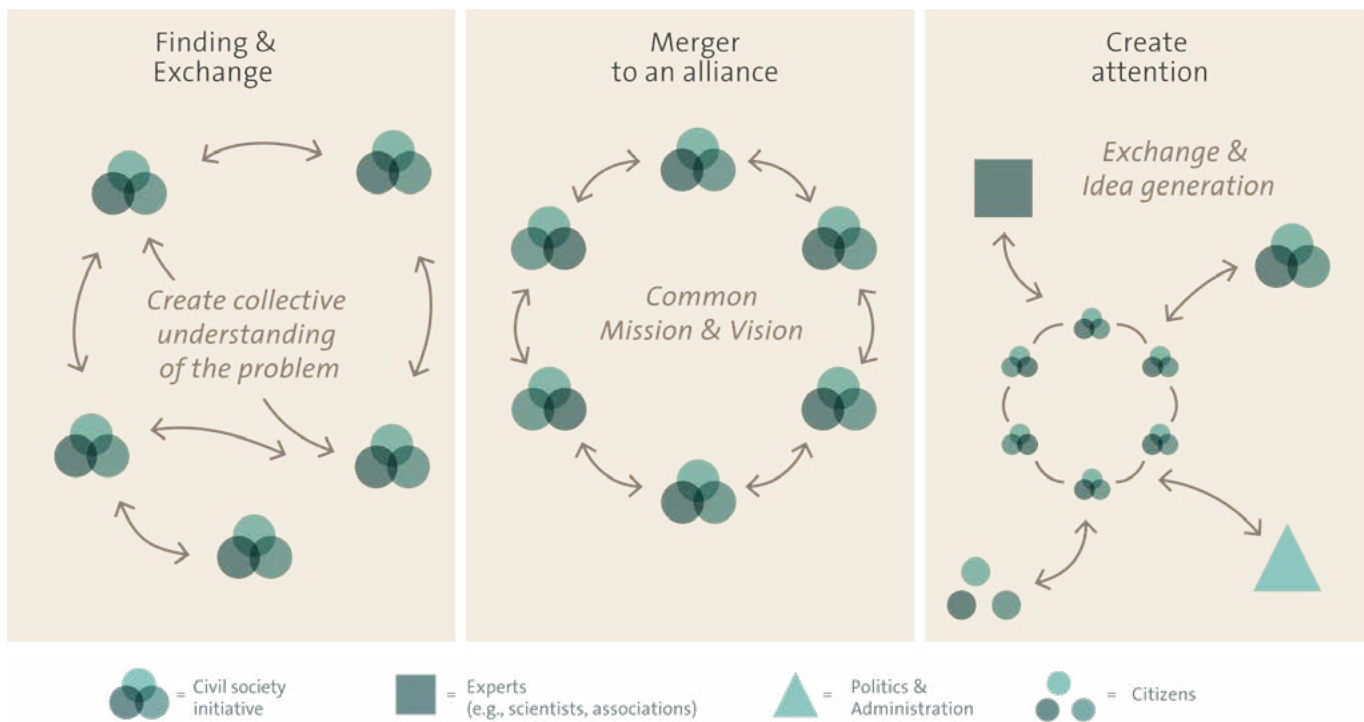 Finding &
Exchange
Create collective
understanding
of the problem
Merger
to an alliance
Common
Mission & Vision
Create
attention
Exchange &
Idea generation
= Civil society
initiative
= Experts
(e.g., scientists, associations)
= Politics &
Administration
= Citizens